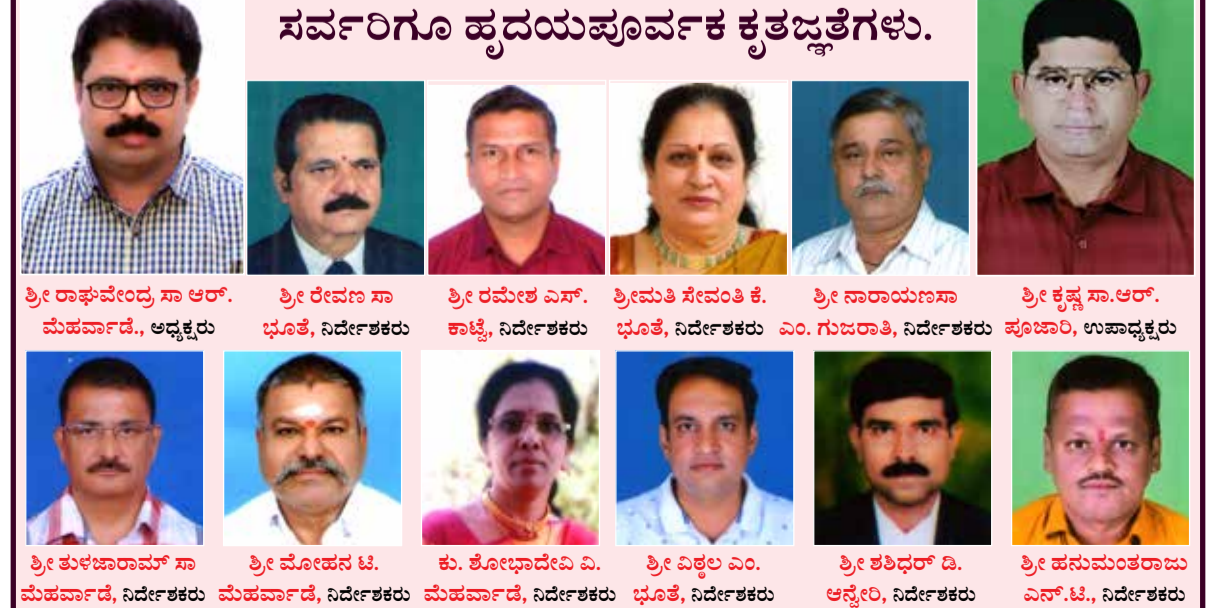 ಸರ್ವರಿಗೂ ಹೃದಯಪೂರ್ವಕ ಕೃತಜ್ಞತೆಗಳು.
ಶ್ರೀ ರಾಘವೇಂದ್ರ ಸಾ ಆರ್.
ಮೆಹರ್ವಾಡೆ., ಅಧ್ಯಕ್ಷರು
ಶ್ರೀ ರೇವಣ ಸಾ
ಭೂತೆ, ನಿರ್ದೇಶಕರು
ಶ್ರೀ ರಮೇಶ ಎಸ್.
ಕಾಟ್ವೆ, ನಿರ್ದೇಶಕರು
ಶ್ರೀಮತಿ ಸೇವಂತಿ ಕೆ.
ಭೂತೆ, ನಿರ್ದೇಶಕರು
ಶ್ರೀ ನಾರಾಯಣಸಾ
ಎಂ. ಗುಜರಾತಿ, ನಿರ್ದೇಶಕರು
ಶ್ರೀ ಕೃಷ್ಣ ಸಾ.ಆರ್.
ಪೂಜಾರಿ, ಉಪಾಧ್ಯಕ್ಷರು
ಶ್ರೀ ತುಳಜಾರಾಮ್ ಸಾ
ಮೆಹರ್ವಾಡೆ, ನಿರ್ದೇಶಕರು
ಶ್ರೀ ಮೋಹನ ಟಿ.
ಮೆಹರ್ವಾಡೆ, ನಿರ್ದೇಶಕರು
ಕು. ಶೋಭಾದೇವಿ ವಿ.
ಮೆಹರ್ವಾಡೆ, ನಿರ್ದೇಶಕರು
ಶ್ರೀ ವಿಠ್ಠಲ ಎಂ.
ಭೂತೆ, ನಿರ್ದೇಶಕರು
ಶ್ರೀ ಶಶಿಧರ್ ಡಿ.
ಆನ್ವೇರಿ, ನಿರ್ದೇಶಕರು
ಶ್ರೀ ಹನುಮಂತರಾಜು
ಎನ್.ಟಿ., ನಿರ್ದೇಶಕರು